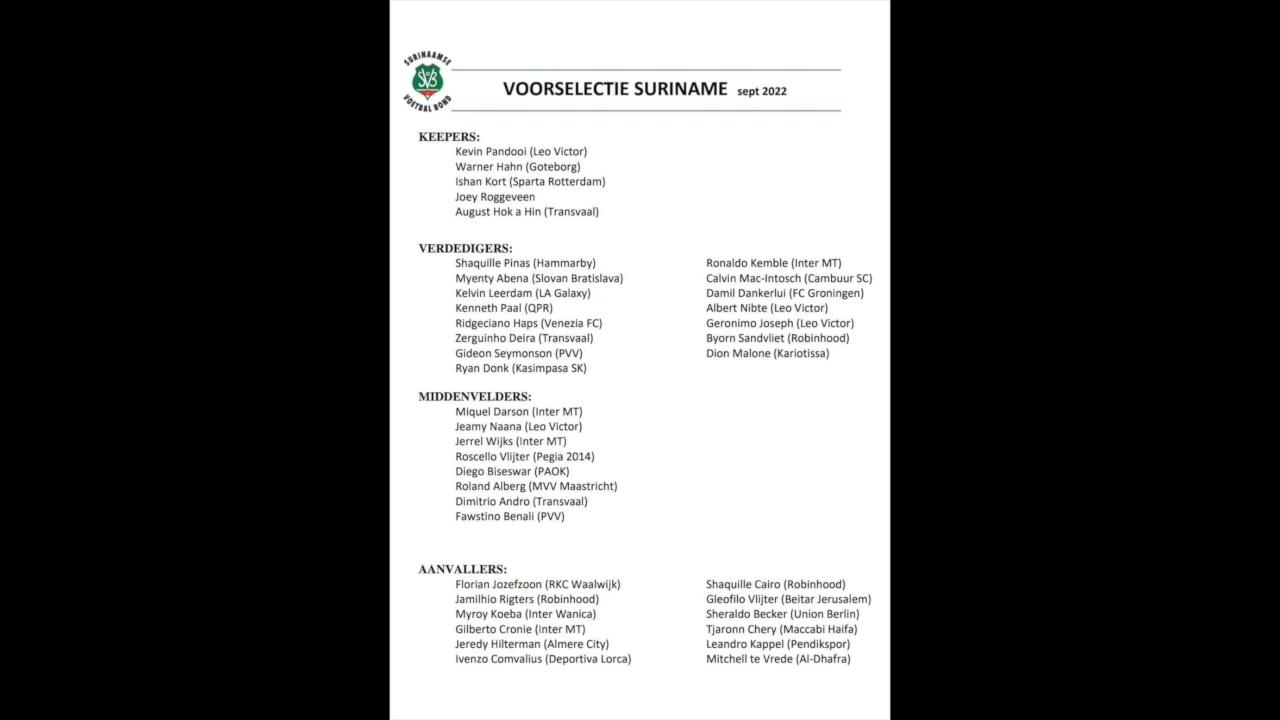 SURINAAMSE
SVB
VOETBAL BOND
VOORSELECTIE SURINAME sept 2022
KEEPERS:
Kevin Pandooi (Leo Victor)
Warner Hahn (Goteborg)
Ishan Kort (Sparta Rotterdam)
Joey Roggeveen
August Hok a Hin (Transvaal)
VERDEDIGERS:
Shaquille Pinas (Hammarby)
Myenty Abena (Slovan Bratislava)
Kelvin Leerdam (LA Galaxy)
Kenneth Paal (QPR)
Ridgeciano Haps (Venezia FC)
Zerguinho Deira (Transvaal)
Gideon Seymonson (PVV)
Ryan Donk (Kasimpasa SK)
Ronaldo Kemble (Inter MT)
Calvin Mac-Intosch (Cambuur SC)
Damil Dankerlui (FC Groningen)
Albert Nibte (Leo Victor)
Geronimo Joseph (Leo Victor)
Byorn Sandvliet (Robinhood)
Dion Malone (Kariotissa)
MIDDENVELDERS:
Miquel Darson (Inter MT)
Jeamy Naana (Leo Victor)
Jerrel Wijks (Inter MT)
Roscello Vlijter (Pegia 2014)
Diego Biseswar (PAOK)
Roland Alberg (MVV Maastricht)
Dimitrio Andro (Transvaal)
Fawstino Benali (PVV)
AANVALLERS:
Florian Jozefzoon (RKC Waalwijk)
Jamilhio Rigters (Robinhood)
Myroy Koeba (Inter Wanica)
Gilberto Cronie (Inter MT)
Jeredy Hilterman (Almere City)
Ivenzo Comvalius (Deportiva Lorca)
Shaquille Cairo (Robinhood)
Gleofilo Vlijter (Beitar Jerusalem)
Sheraldo Becker (Union Berlin)
Tjaronn Chery (Maccabi Haifa)
Leandro Kappel (Pendikspor)
Mitchell te Vrede (Al-Dhafra)